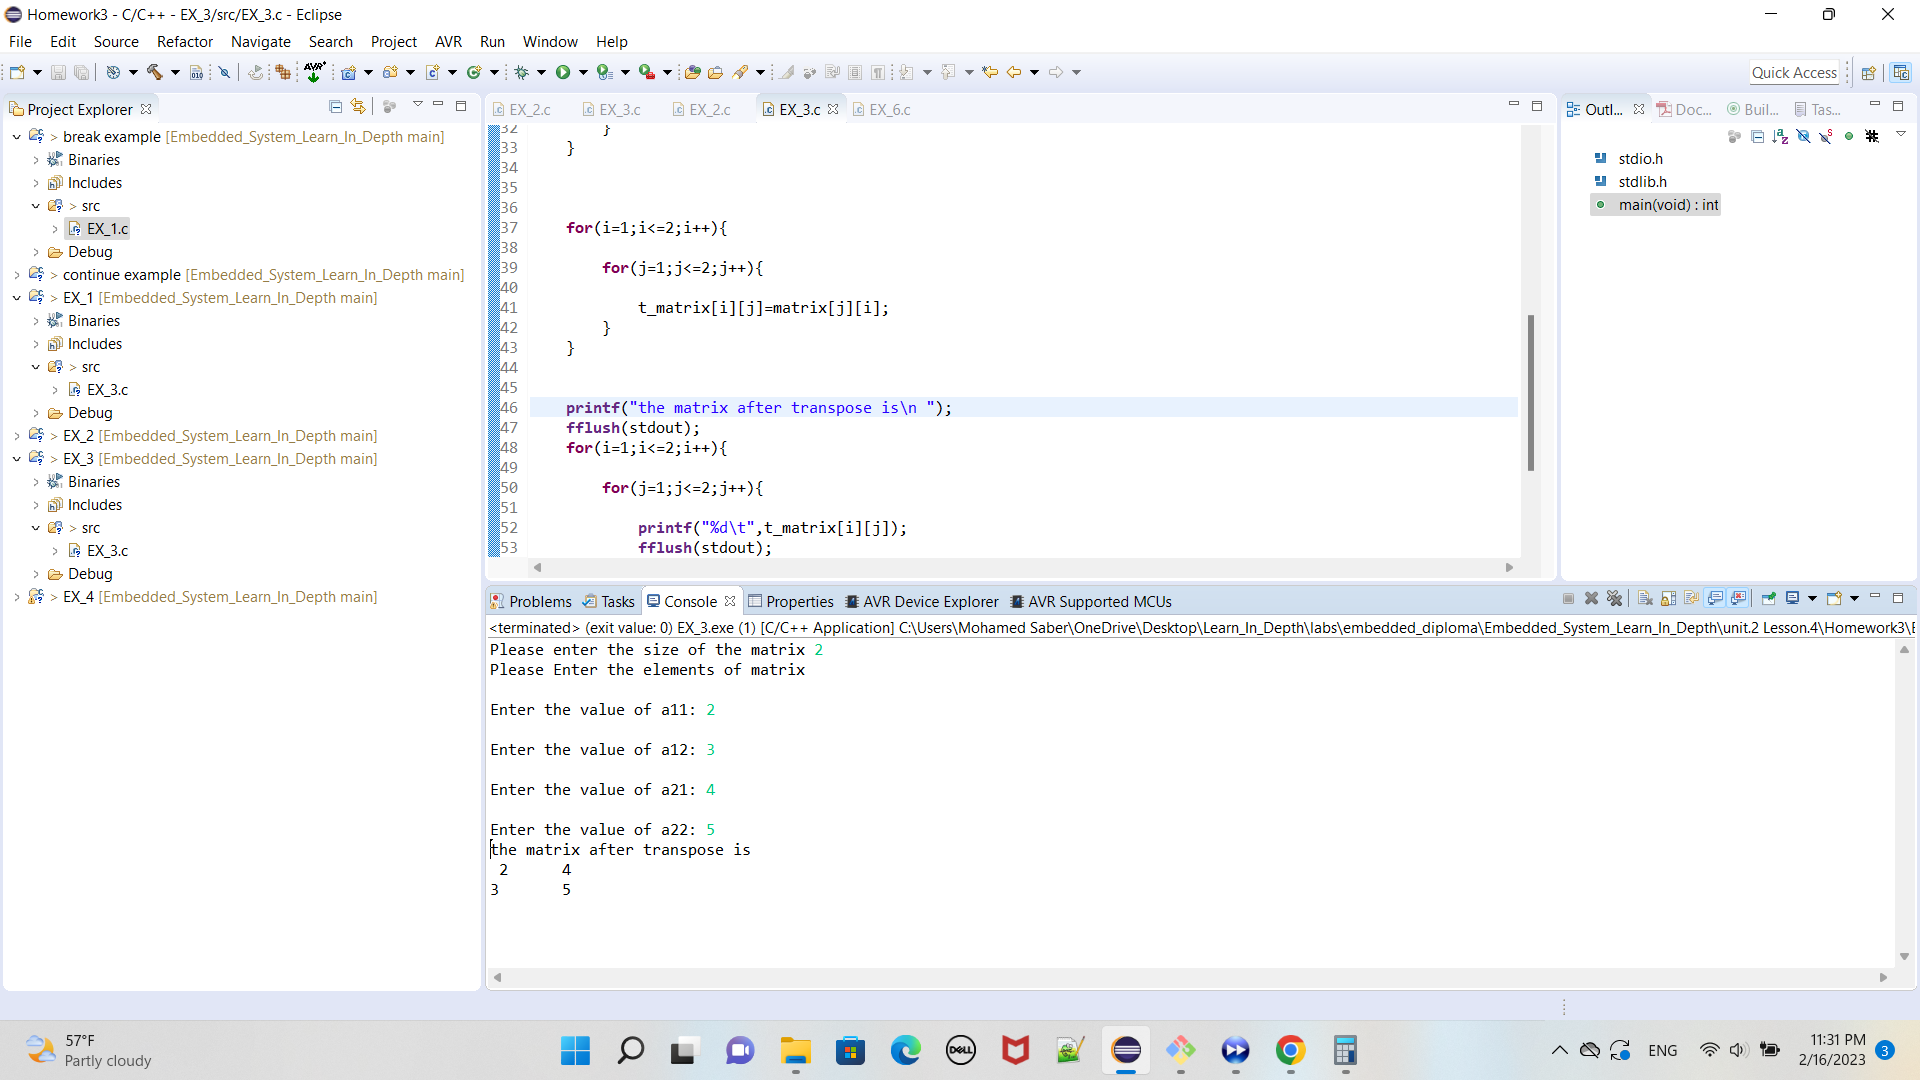 Homework3 - C/C++ - EX_3/src/EX_3.c - Eclipse
File Edit Source Refactor Navigate Search Project AVR Run Window Help
Quick Access
Project Explorer
> break example [Embedded_System_Learn_In_Depth main]
Binaries
Includes
> src
EX_1.c
Debug
> continue example [Embedded_System_Learn_In_Depth main]
> EX_1 [Embedded_System_Learn_In_Depth main]
Binaries
Includes
> src
EX_3.c
Debug
> EX_2 [Embedded_System_Learn_In_Depth main]
> EX_3 [Embedded_System_Learn_In_Depth main]
Binaries
Includes
> src
EX_3.c
Debug
> EX_4 [Embedded_System_Learn_In_Depth main]
EX_2.c EX_3.c EX_2.c EX_3.c EX_6.c
32 }
33 }
34
35
36
37 for(i=1;i<=2;i++){
38
39 for(j=1;j<=2;j++){
40
41 t_matrix[i][j]=matrix[j][i];
42 }
43 }
44
45
46 printf("the matrix after transpose is\n ");
47 fflush(stdout);
48 for(i=1;i<=2;i++){
49
50 for(j=1;j<=2;j++){
51
52 printf("%d\t",t_matrix[i][j]);
53 fflush(stdout);
Outl... Doc... Buil... Tas...
stdio.h
stdlib.h
main(void) : int
Problems Tasks Console Properties AVR Device Explorer AVR Supported MCUs
<terminated> (exit value: 0) EX_3.exe (1) [C/C++ Application] C:\Users\Mohamed Saber\OneDrive\Desktop\Learn_In_Depth\labs\embedded_diploma\Embedded_System_Learn_In_Depth\unit.2 Lesson.4\Homework3\E
Please enter the size of the matrix 2
Please Enter the elements of matrix
Enter the value of a11: 2
Enter the value of a12: 3
Enter the value of a21: 4
Enter the value of a22: 5
the matrix after transpose is
2 4
3 5
57°F
Partly cloudy
DELL
ENG
11:31 PM
2/16/2023
3